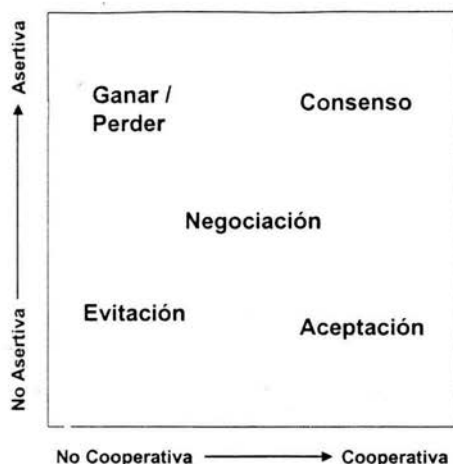 Asertiva
No Asertiva
Ganar /
Perder
Consenso
Negociación
Evitación
Aceptación
No Cooperativa
Cooperativa